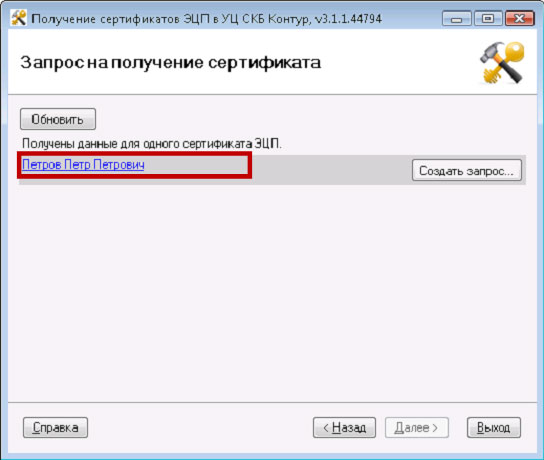 Получение сертификатов ЭЦП в УЦ СКБ Контур, v3.1.1.44794
Запрос на получение сертификата
Обновить
Получены данные для одного сертификата ЭЦП.
Петров Петр Петрович
Создать запрос...
Справка
< Назад
Далее >
Выход